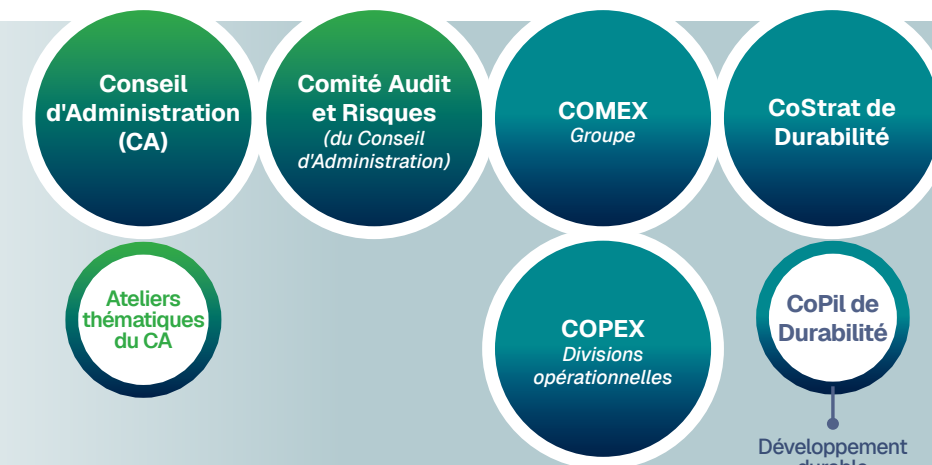 Conseil
d'Administration
(CA)
Comité Audit
et Risques
(du Conseil
d'Administration)
COMEX
Groupe
CoStrat de
Durabilité
Ateliers
thématiques
du CA
COPEX
Divisions
opérationnelles
CoPil de
Durabilité
Développement
durable